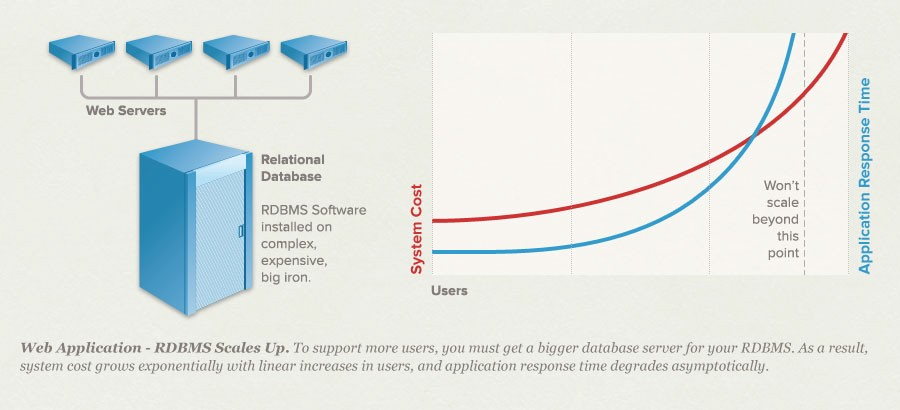 Web Servers
Relational
Database
RDBMS Software
installed on
complex,
expensive,
big iron.
System Cost
Users
Won't
scale
beyond
this
point
Application Response Time
Web Application - RDBMS Scales Up. To support more users, you must get a bigger database server for your RDBMS. As a result,
system cost grows exponentially with linear increases in users, and application response time degrades asymptotically.